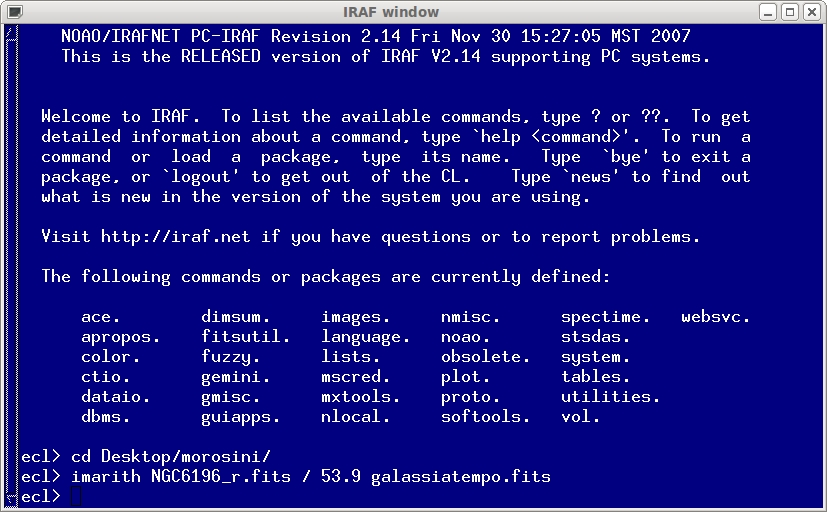 IRAF window
NOAO/IRAFNET PC-IRAF Revision 2.14 Fri Nov 30 15:27:05 MST 2007
This is the RELEASED version of IRAF V2.14 supporting PC systems.
Welcome to IRAF.  To list the available commands, type ? or ??.  To get
detailed information about a command, type `help <command>'.  To run  a
command  or  load  a  package,  type  its name.   Type  `bye' to exit a
package, or `logout' to get out  of the CL.    Type `news' to find  out
what is new in the version of the system you are using.
Visit http://iraf.net if you have questions or to report problems.
The following commands or packages are currently defined:
ace.        dimsum.     images.     nmisc.      spectime.   websvc.
apropos.    fitsutil.   language.   noao.       stsdas.
color.      fuzzy.      lists.      obsolete.   system.
ctio.       gemini.     mscred.     plot.       tables.
dataio.     gmisc.      mxtools.    proto.      utilities.
dbms.       guiapps.    nlocal.     softools.   vol.
ecl> cd Desktop/morosini/
ecl> imarith NGC6196_r.fits / 53.9 galassiatempo.fits
ecl>